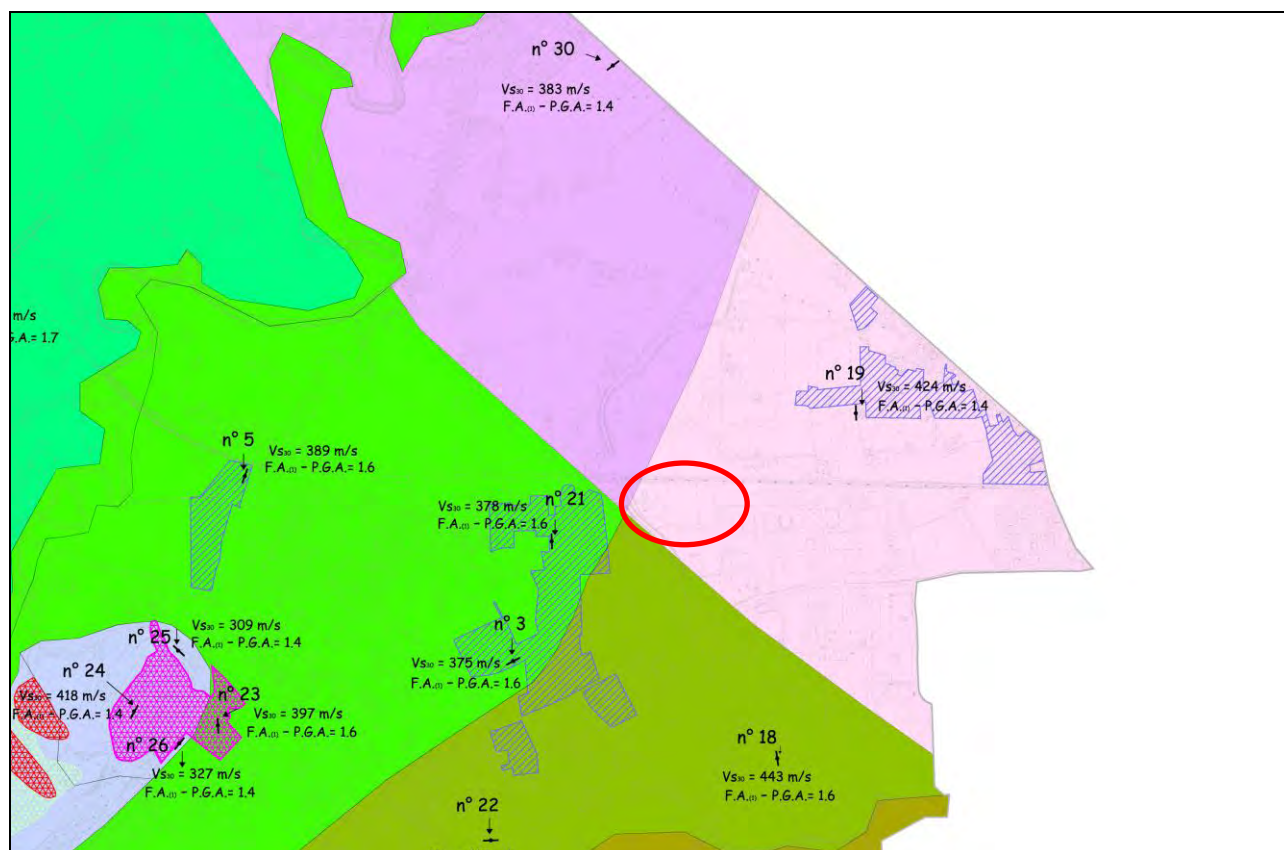 n° 30
Vs₃₀ = 383 m/s
F.A.₍₁₎ – P.G.A.= 1.4
m/s
G.A.= 1.7
n° 19
Vs₃₀ = 424 m/s
F.A.₍₁₎ – P.G.A.= 1.4
n° 5
Vs₃₀ = 389 m/s
F.A.₍₁₎ – P.G.A.= 1.6
n° 21
Vs₃₀ = 378 m/s
F.A.₍₁₎ – P.G.A.= 1.6
n° 3
Vs₃₀ = 375 m/s
F.A.₍₁₎ – P.G.A.= 1.6
n° 25
Vs₃₀ = 309 m/s
F.A.₍₁₎ – P.G.A.= 1.4
n° 24
Vs₃₀ = 418 m/s
F.A.₍₁₎ – P.G.A.= 1.4
n° 23
Vs₃₀ = 397 m/s
F.A.₍₁₎ – P.G.A.= 1.6
n° 26
Vs₃₀ = 327 m/s
F.A.₍₁₎ – P.G.A.= 1.4
n° 18
Vs₃₀ = 443 m/s
F.A.₍₁₎ – P.G.A.= 1.6
n° 22